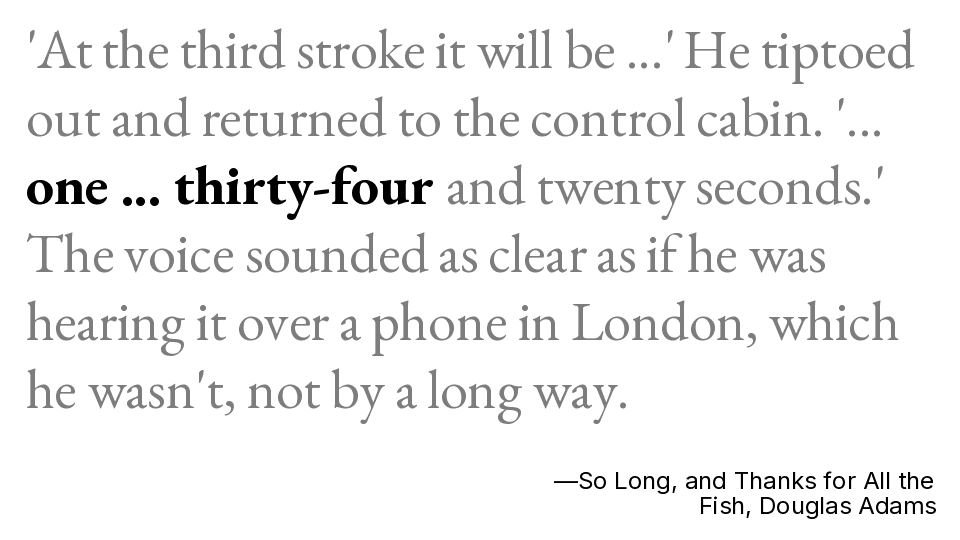 'At the third stroke it will be ...' He tiptoed
out and returned to the control cabin. '...
one ... thirty-four and twenty seconds.'
The voice sounded as clear as if he was
hearing it over a phone in London, which
he wasn't, not by a long way.
—So Long, and Thanks for All the
Fish, Douglas Adams